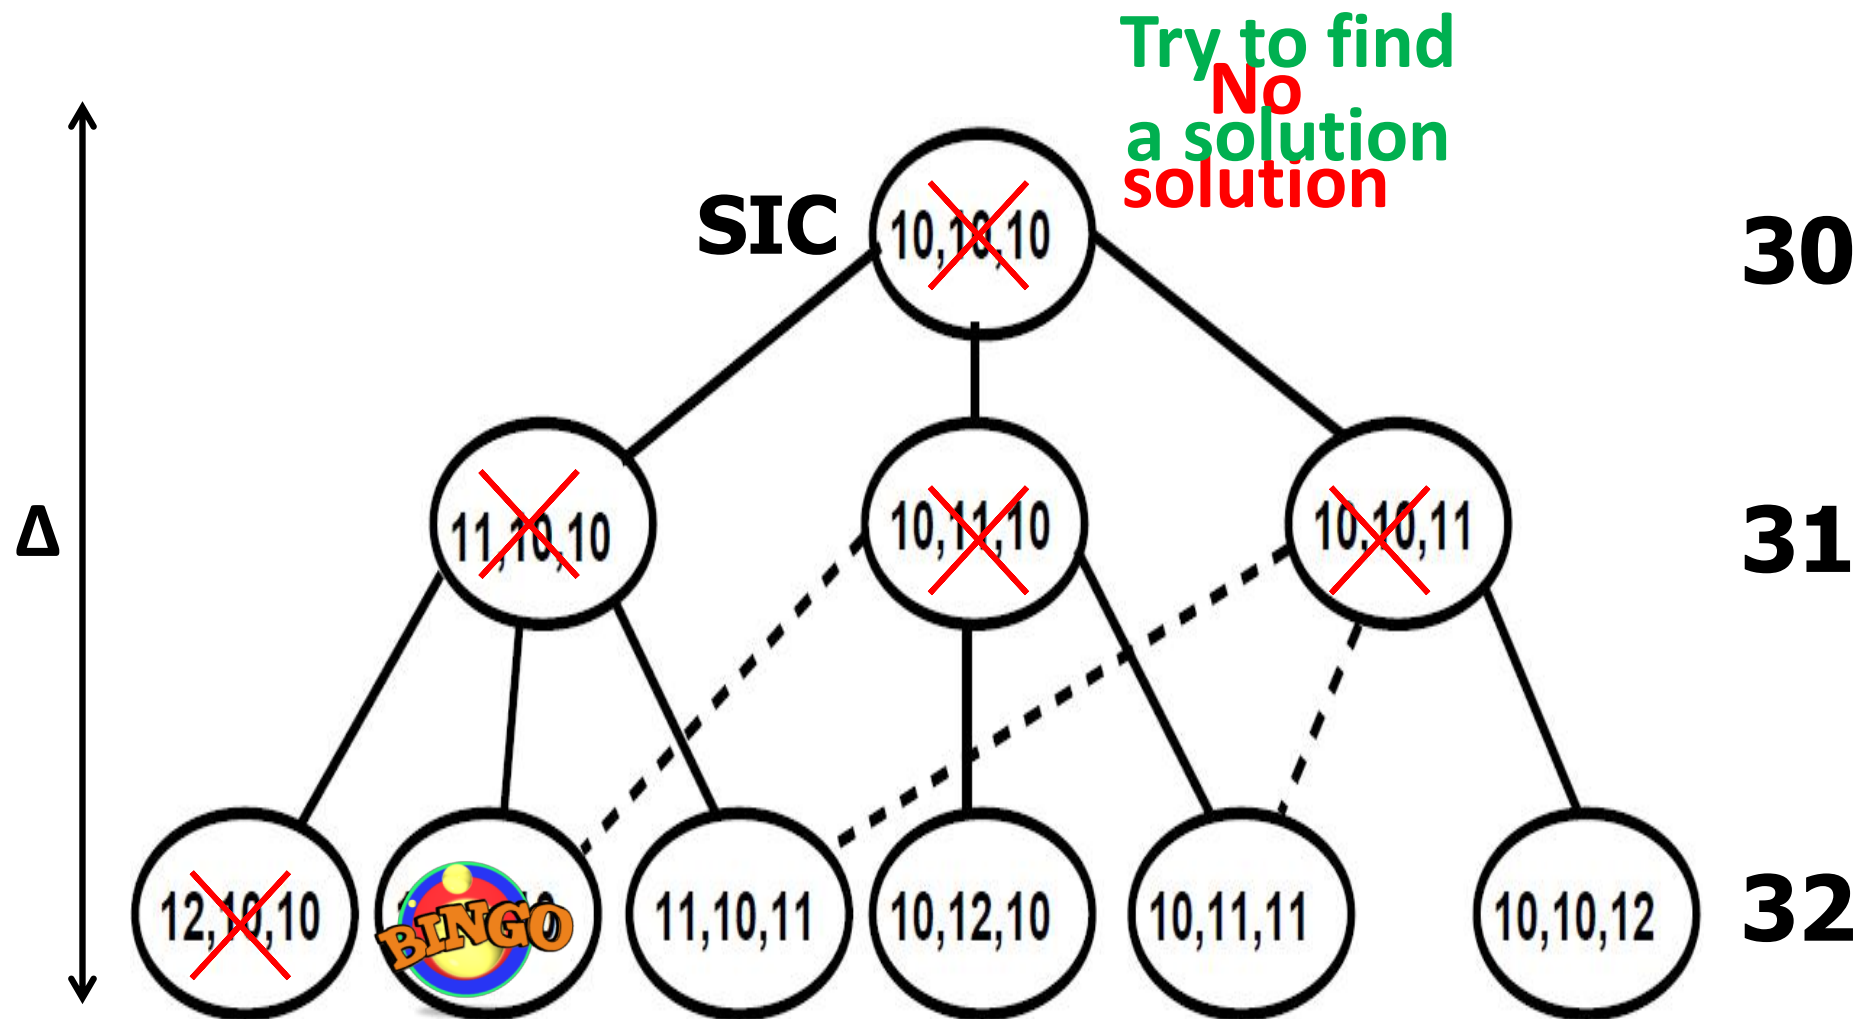 Try to find
No
a solution
solution
SIC
10,10,10
30
Δ
11,10,10
10,11,10
10,10,11
31
12,10,10
BINGO
11,10,11
10,12,10
10,11,11
10,10,12
32